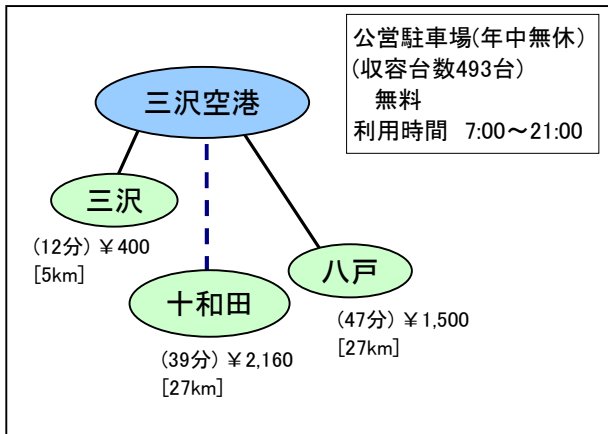 公営駐車場(年中無休)
(収容台数493台)
無料
利用時間 7:00～21:00
三沢空港
三沢
(12分)￥400
[5km]
八戸
(47分)￥1,500
[27km]
十和田
(39分)￥2,160
[27km]